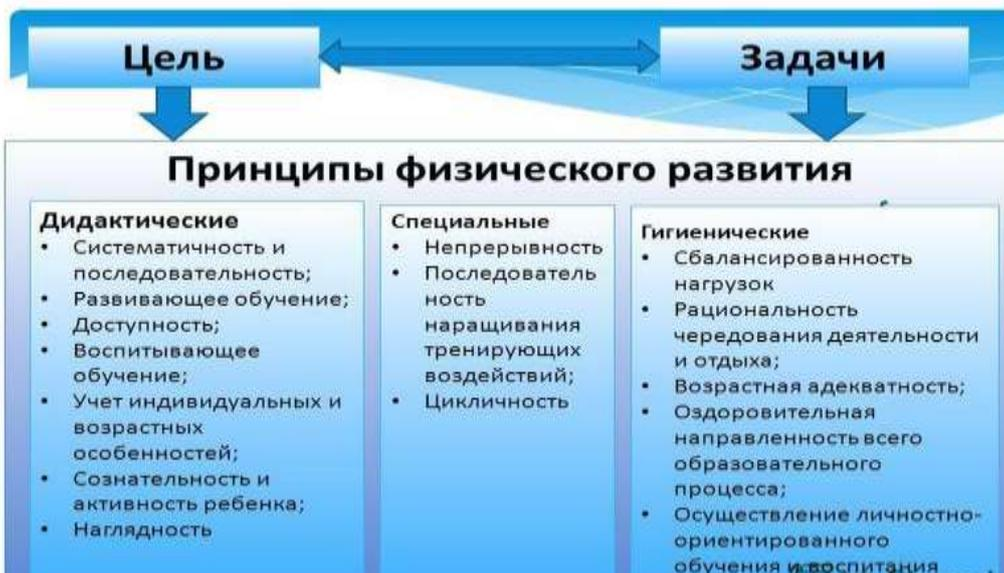 Цель
Задачи
Принципы физического развития
Дидактические
• Систематичность и
последовательность;
• Развивающее обучение;
• Доступность;
• Воспитывающее
обучение;
• Учет индивидуальных и
возрастных
особенностей;
• Сознательность и
активность ребенка;
• Наглядность
Специальные
• Непрерывность
• Последователь
ность
наращивания
тренирующих
воздействий;
• Цикличность
Гигиенические
• Сбалансированность
нагрузок
• Рациональность
чередования деятельности
и отдыха;
• Возрастная адекватность;
• Оздоровительная
направленность всего
образовательного
процесса;
• Осуществление личностно-
ориентированного
обучения и воспитания